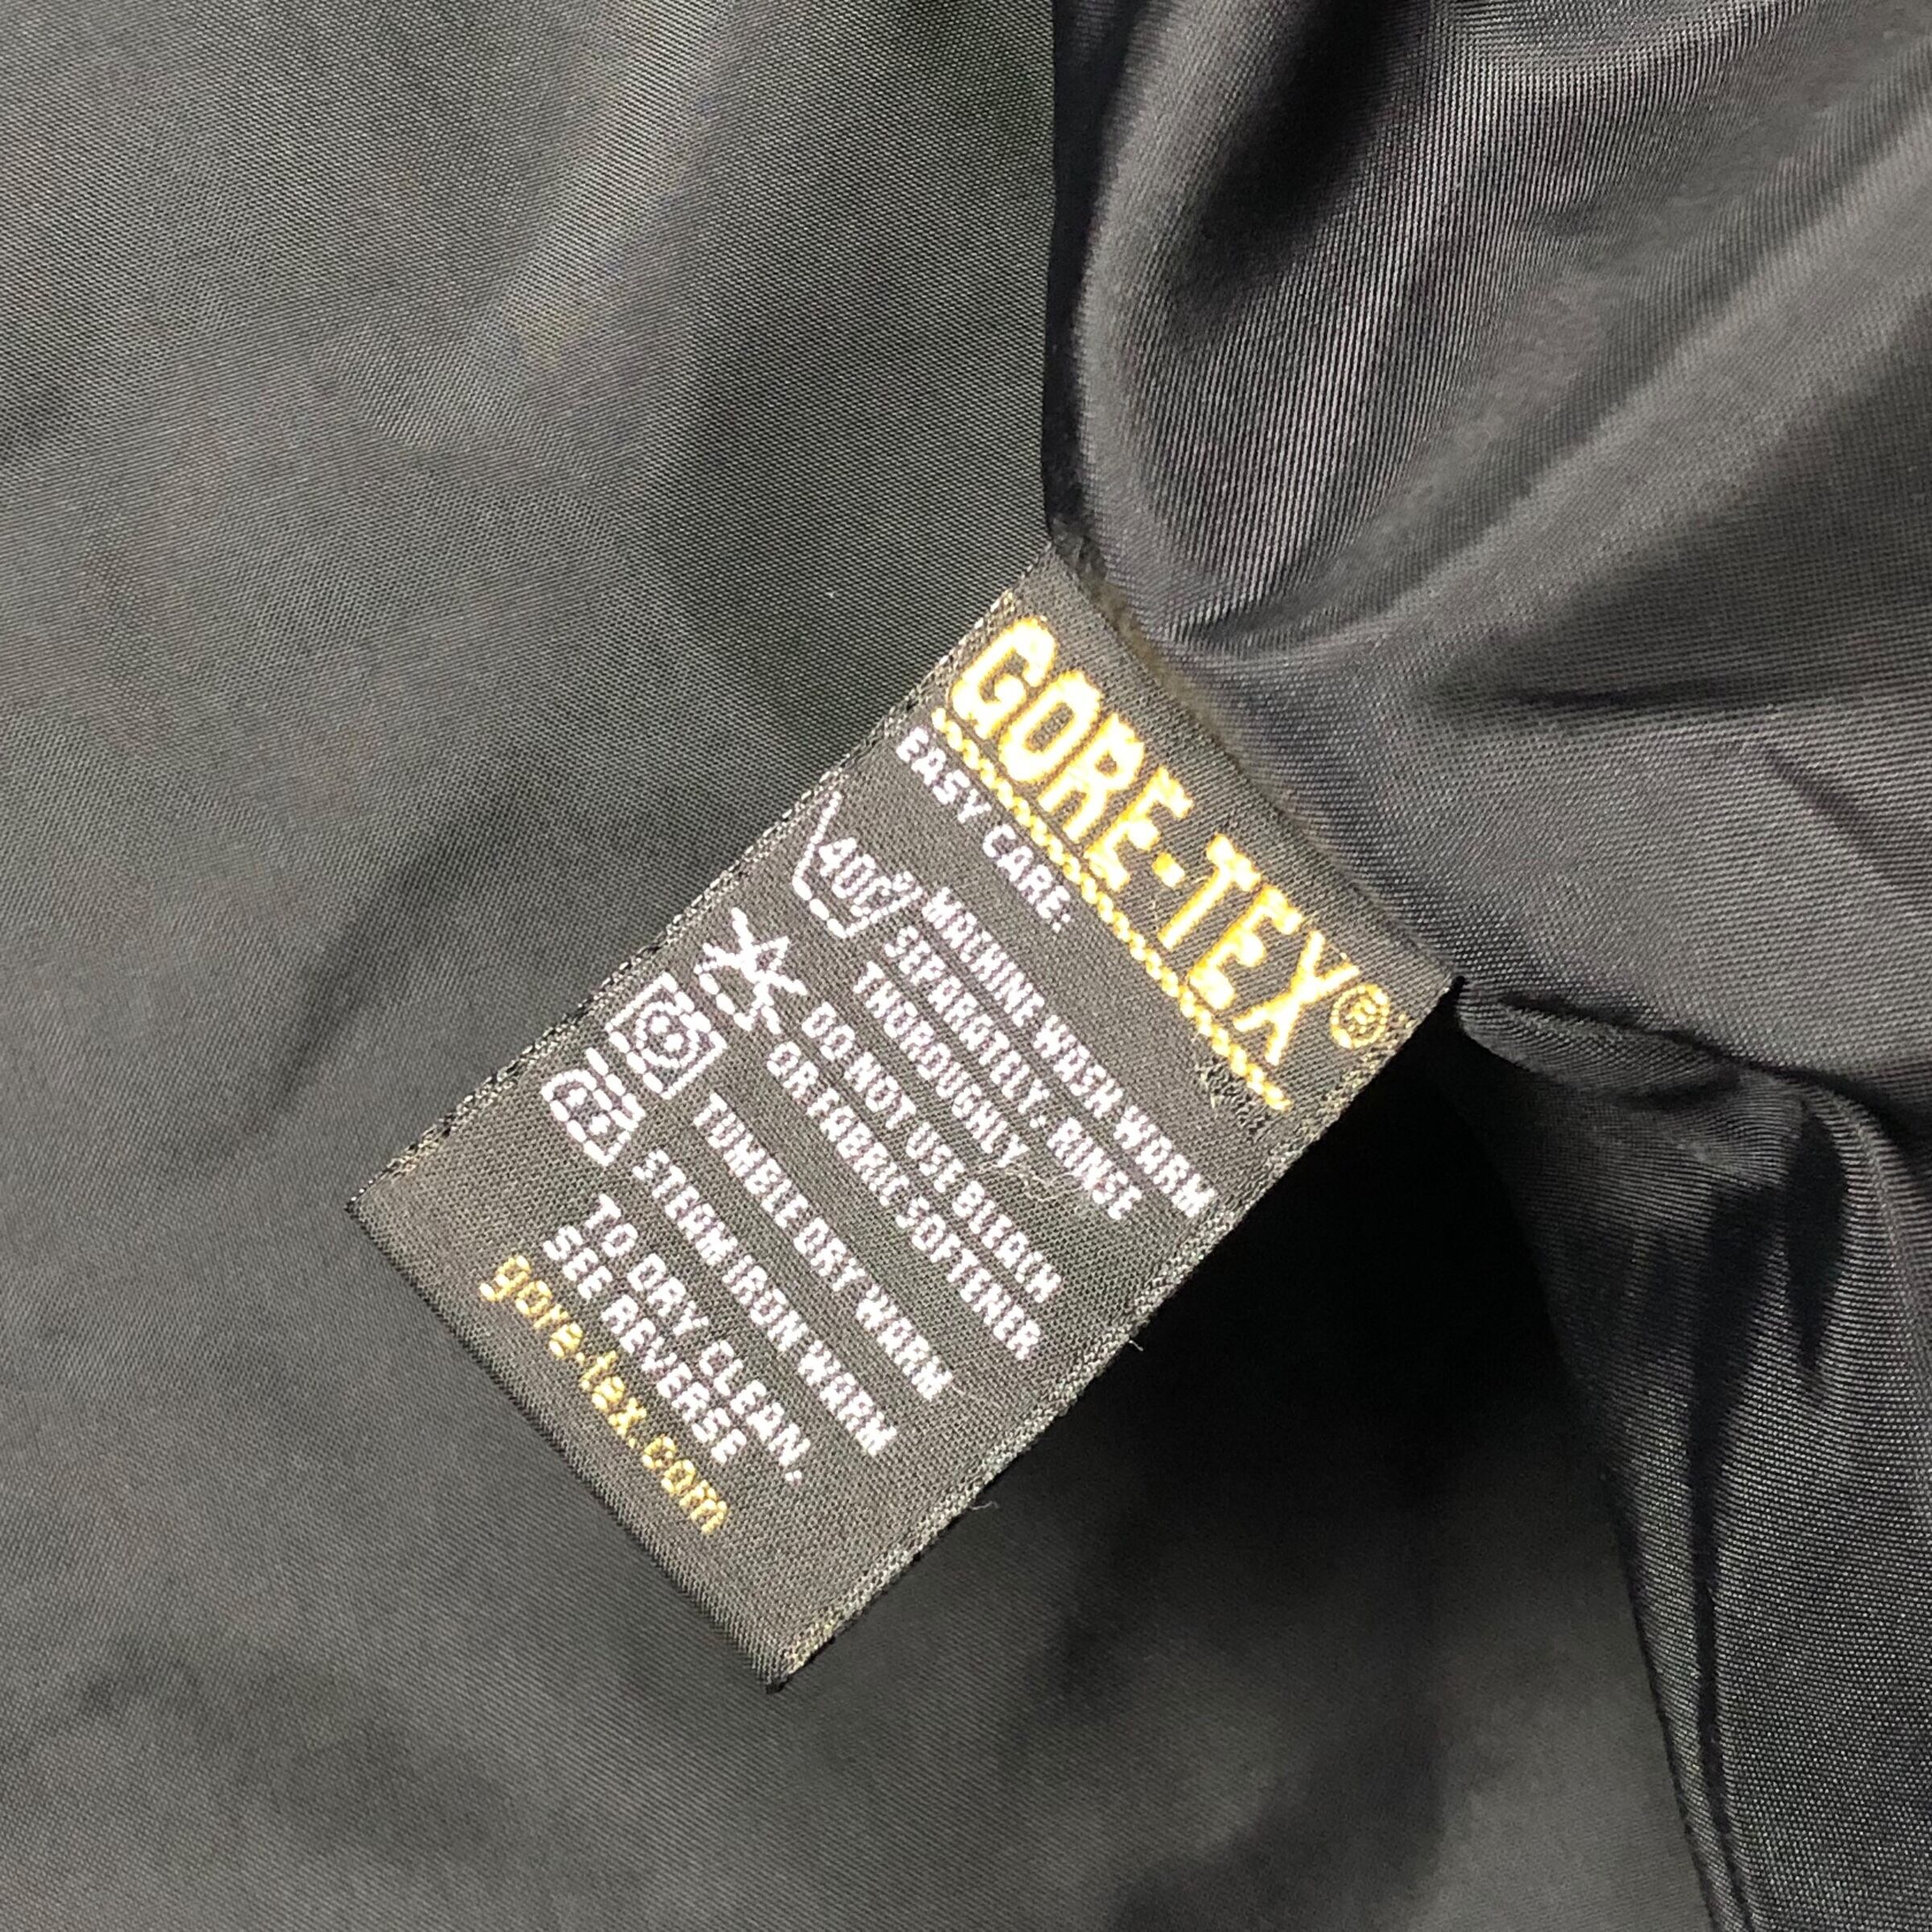 GORE-TEX®
EASY CARE:
40C° MACHINE WASH WARM
SEPARATELY, RINSE
THOROUGHLY
DO NOT USE BLEACH
OR FABRIC SOFTENER
TUMBLE DRY WARM
STEAM IRON WARM
TO DRY CLEAN,
SEE REVERSE
gore-tex.com